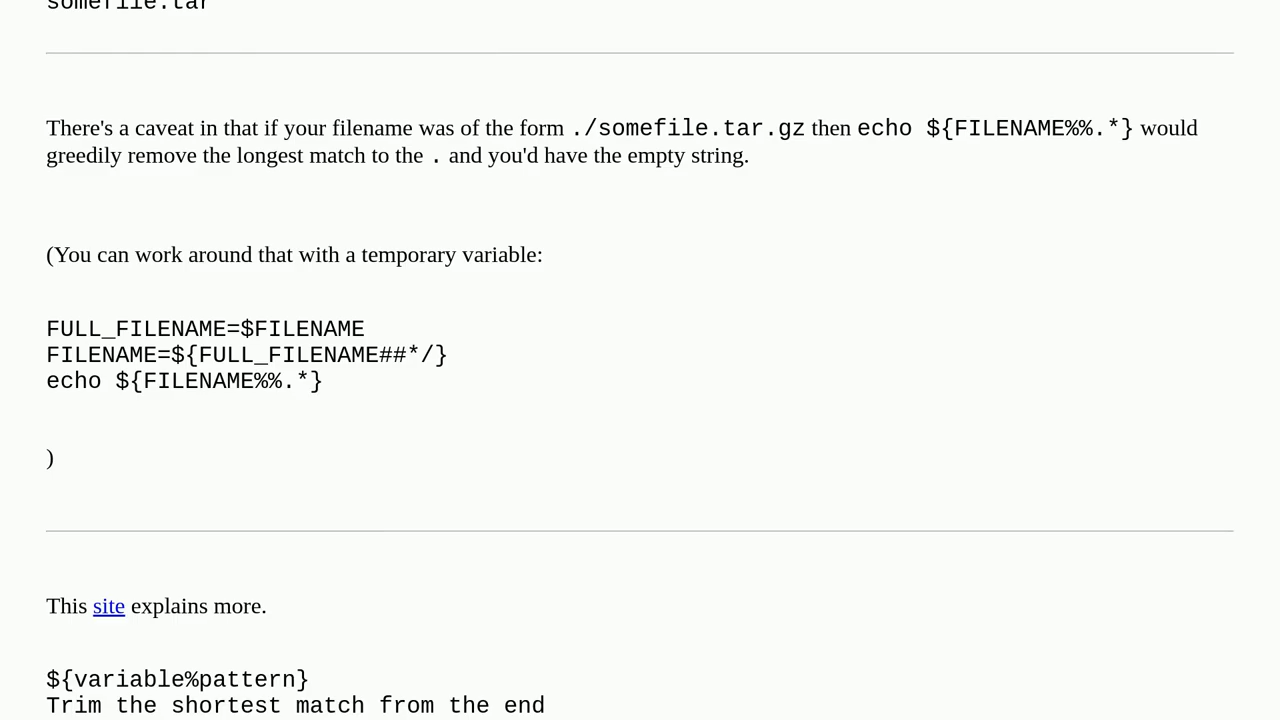 somefile.tar
There's a caveat in that if your filename was of the form ./somefile.tar.gz then echo ${FILENAME%%.*} would
greedily remove the longest match to the . and you'd have the empty string.
(You can work around that with a temporary variable:
FULL_FILENAME=$FILENAME
FILENAME=${FULL_FILENAME##*/}
echo ${FILENAME%%.*}
)
This site explains more.
${variable%pattern}
Trim the shortest match from the end